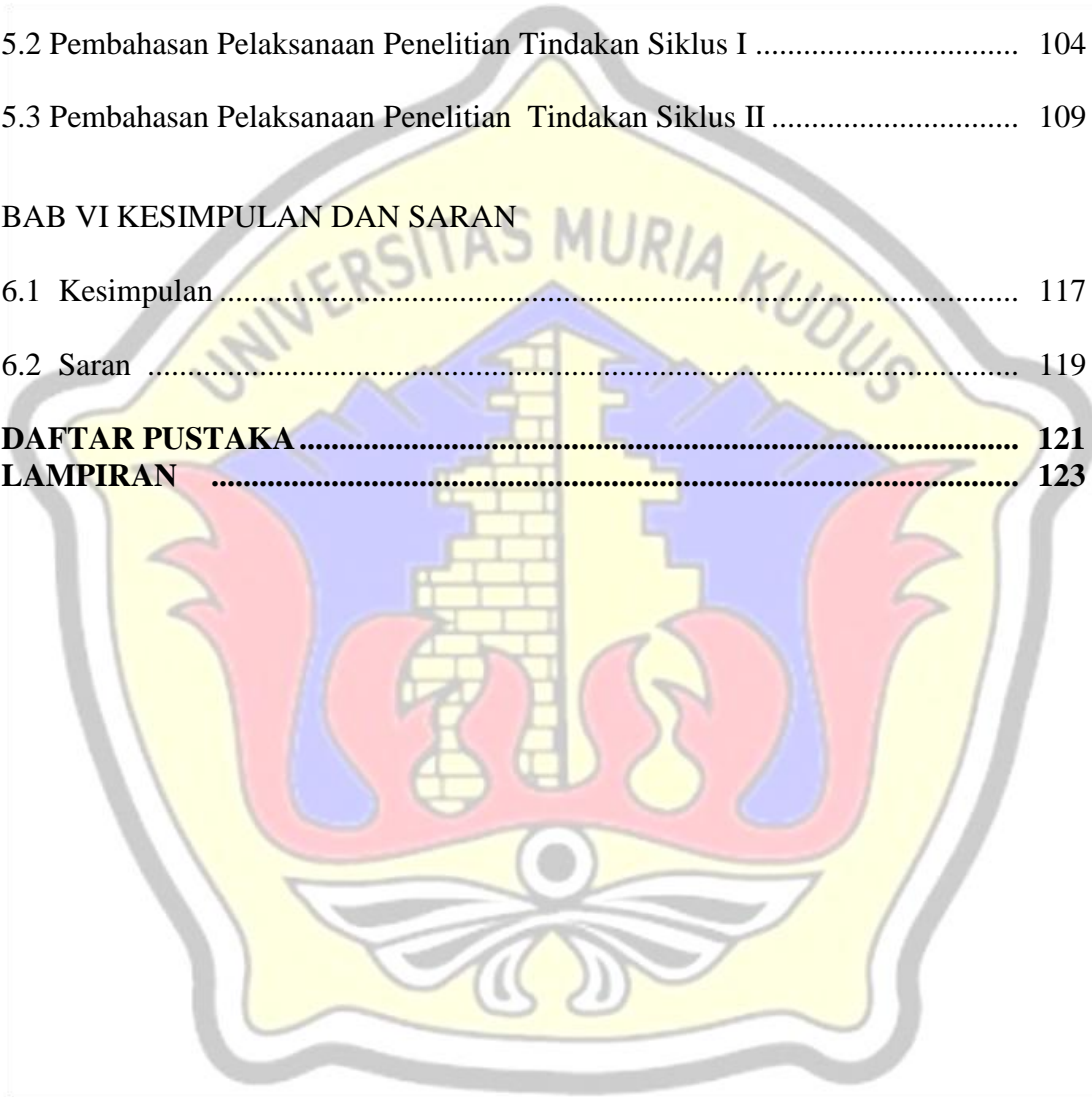 5.2 Pembahasan Pelaksanaan Penelitian Tindakan Siklus I ................................ 104
5.3 Pembahasan Pelaksanaan Penelitian Tindakan Siklus II .............................. 109
BAB VI KESIMPULAN DAN SARAN
6.1 Kesimpulan ................................................................................................ 117
6.2 Saran ......................................................................................................... 119
DAFTAR PUSTAKA ....................................................................................... 121
LAMPIRAN .................................................................................................. 123
UNIVERSITAS MURIA KUDUS